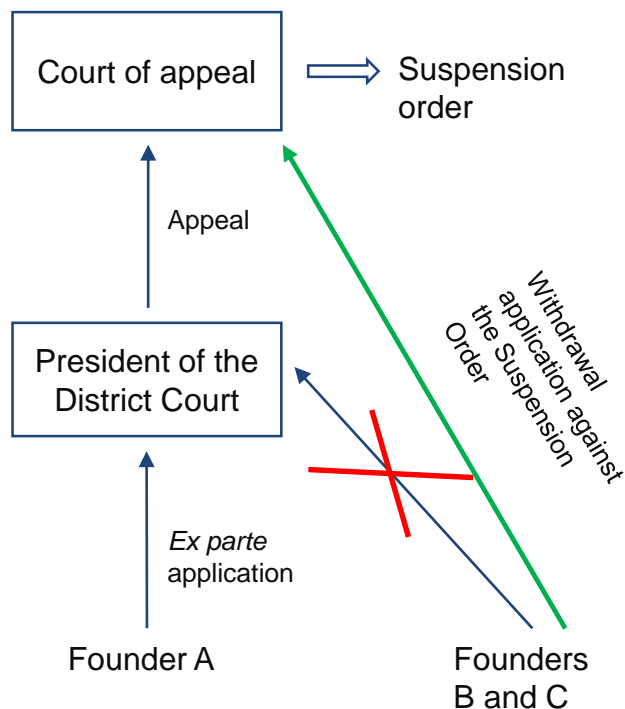 Court of appeal
Suspension
order
Appeal
Withdrawal
application against
the Suspension
Order
President of the
District Court
Ex parte
application
Founder A
Founders
B and C